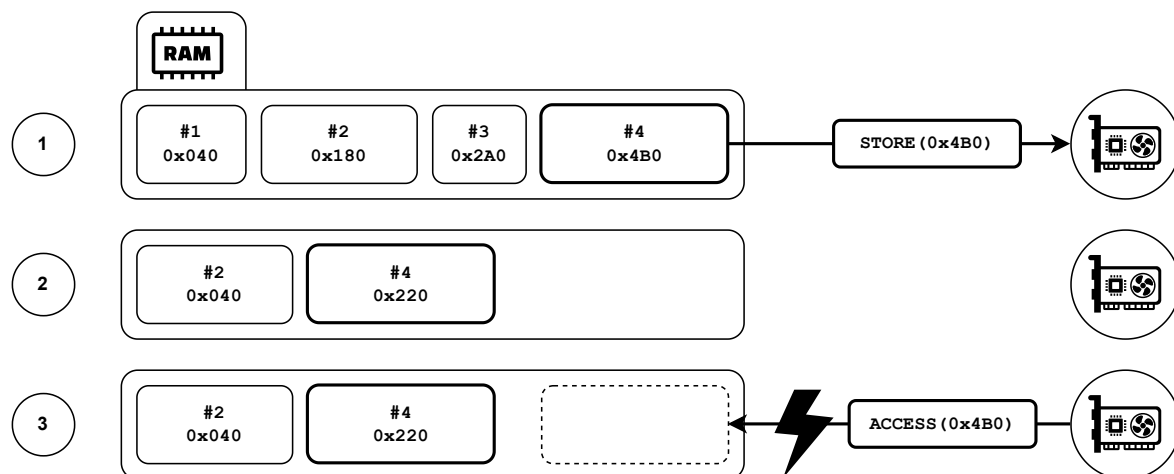 RAM
1
#1
0x040
#2
0x180
#3
0x2A0
#4
0x4B0
STORE(0x4B0)
2
#2
0x040
#4
0x220
3
#2
0x040
#4
0x220
ACCESS(0x4B0)